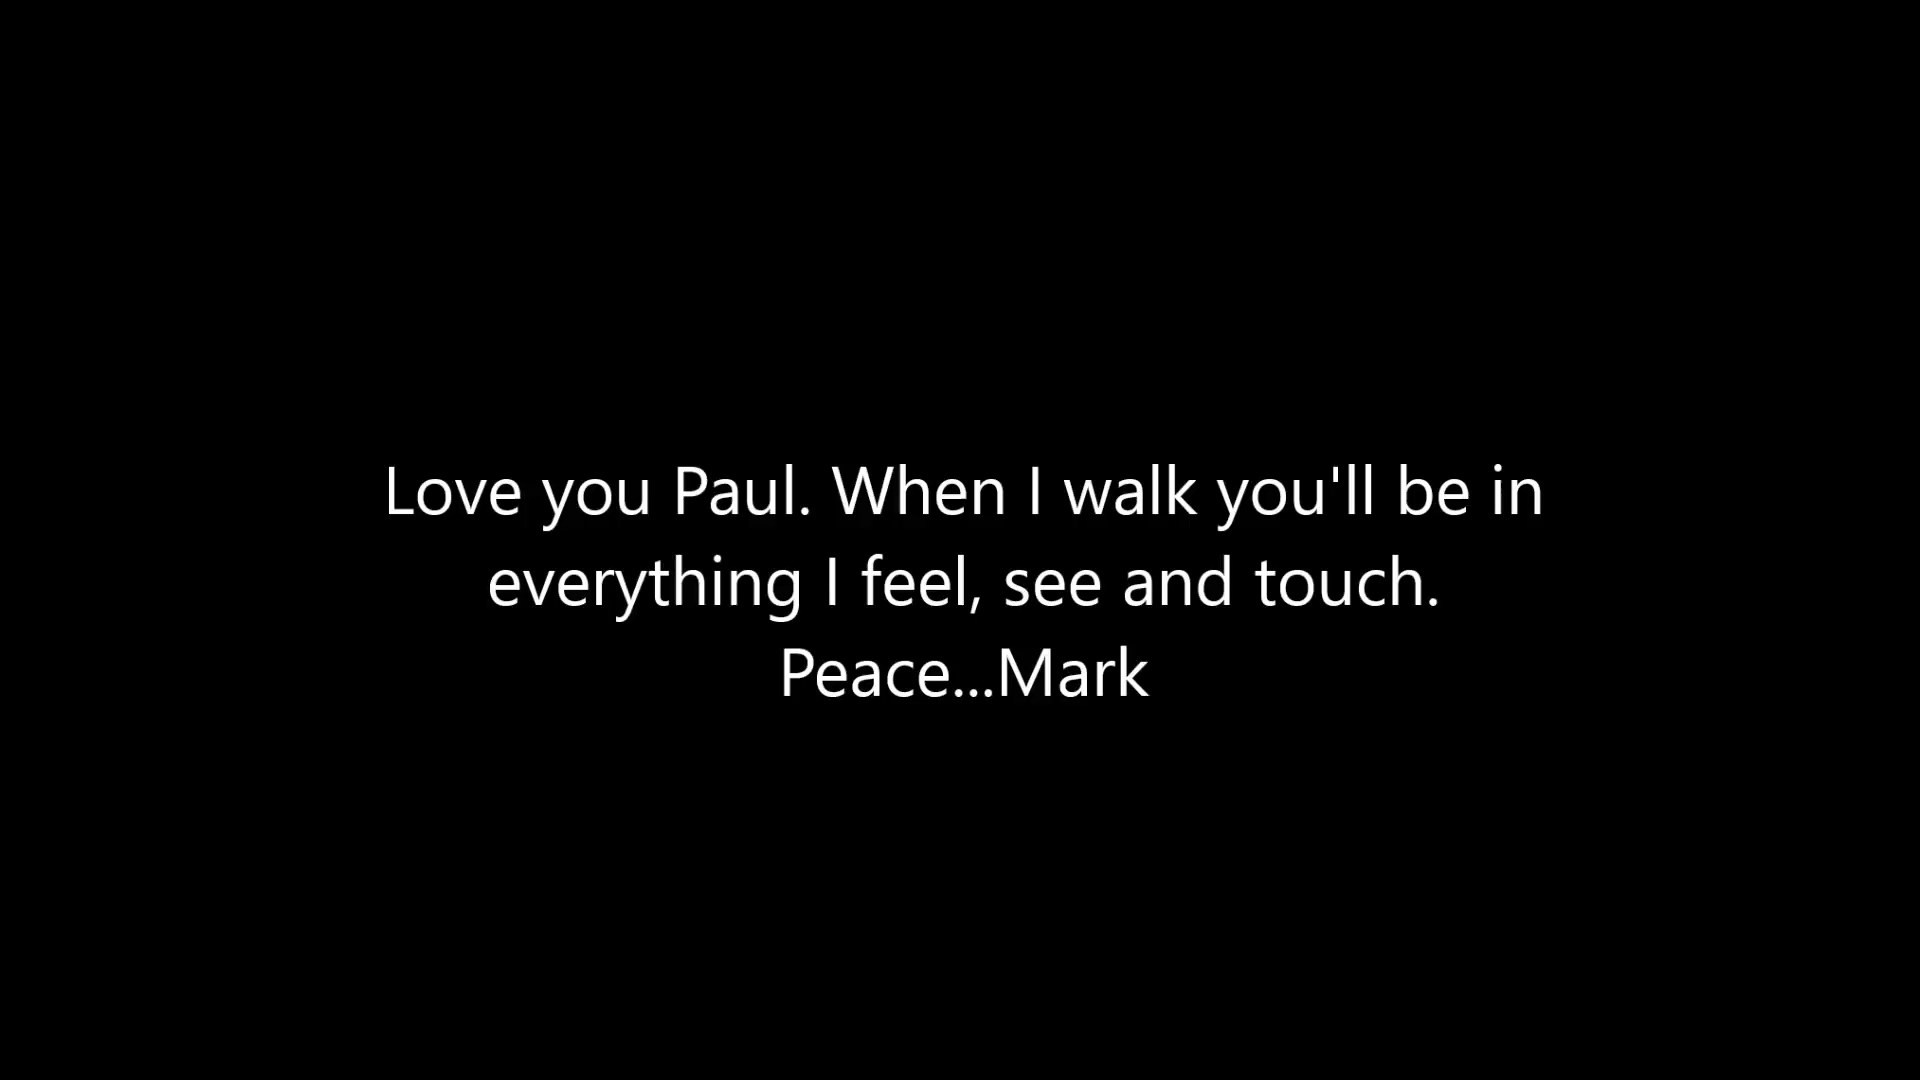 Love you Paul. When I walk you'll be in
everything I feel, see and touch.
Peace...Mark